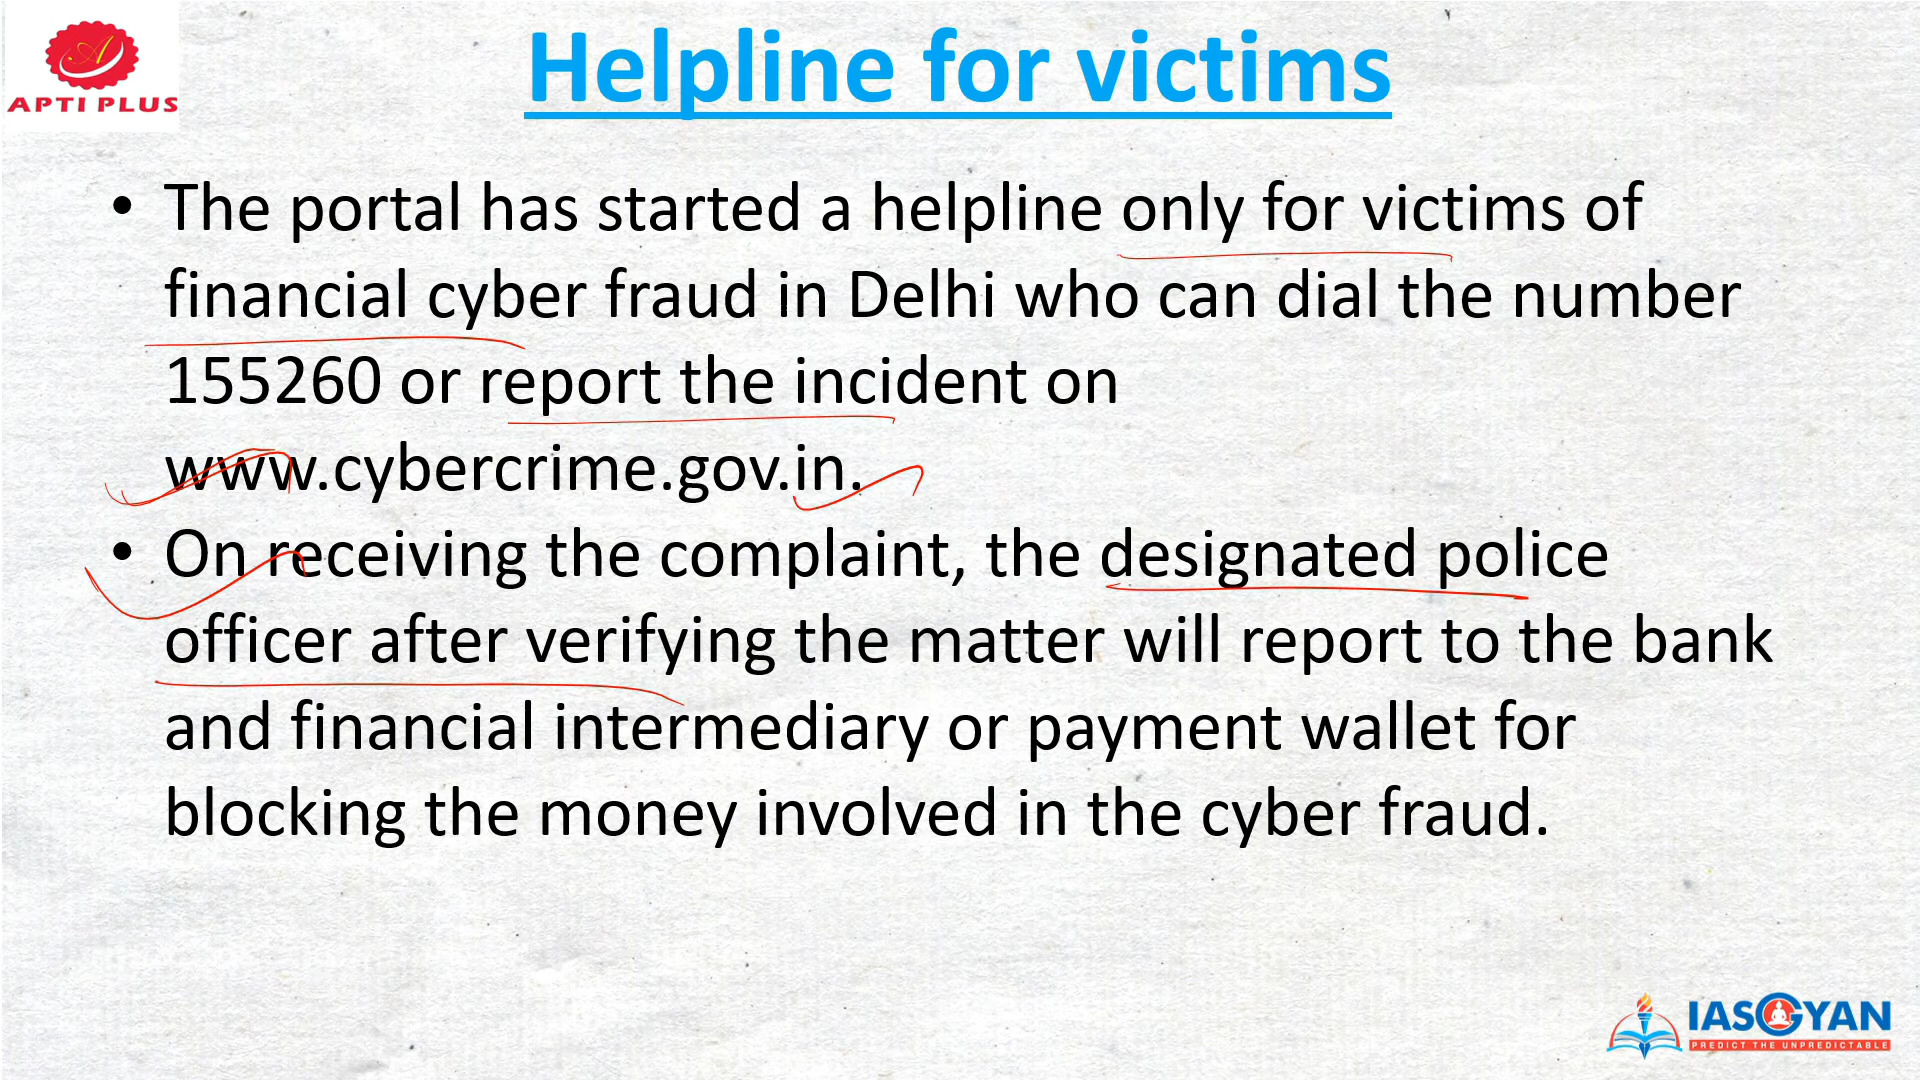 APTI PLUS
Helpline for victims
• The portal has started a helpline only for victims of
financial cyber fraud in Delhi who can dial the number
155260 or report the incident on
www.cybercrime.gov.in.
• On receiving the complaint, the designated police
officer after verifying the matter will report to the bank
and financial intermediary or payment wallet for
blocking the money involved in the cyber fraud.
IASGYAN
PREDICT THE UNPREDICTABLE